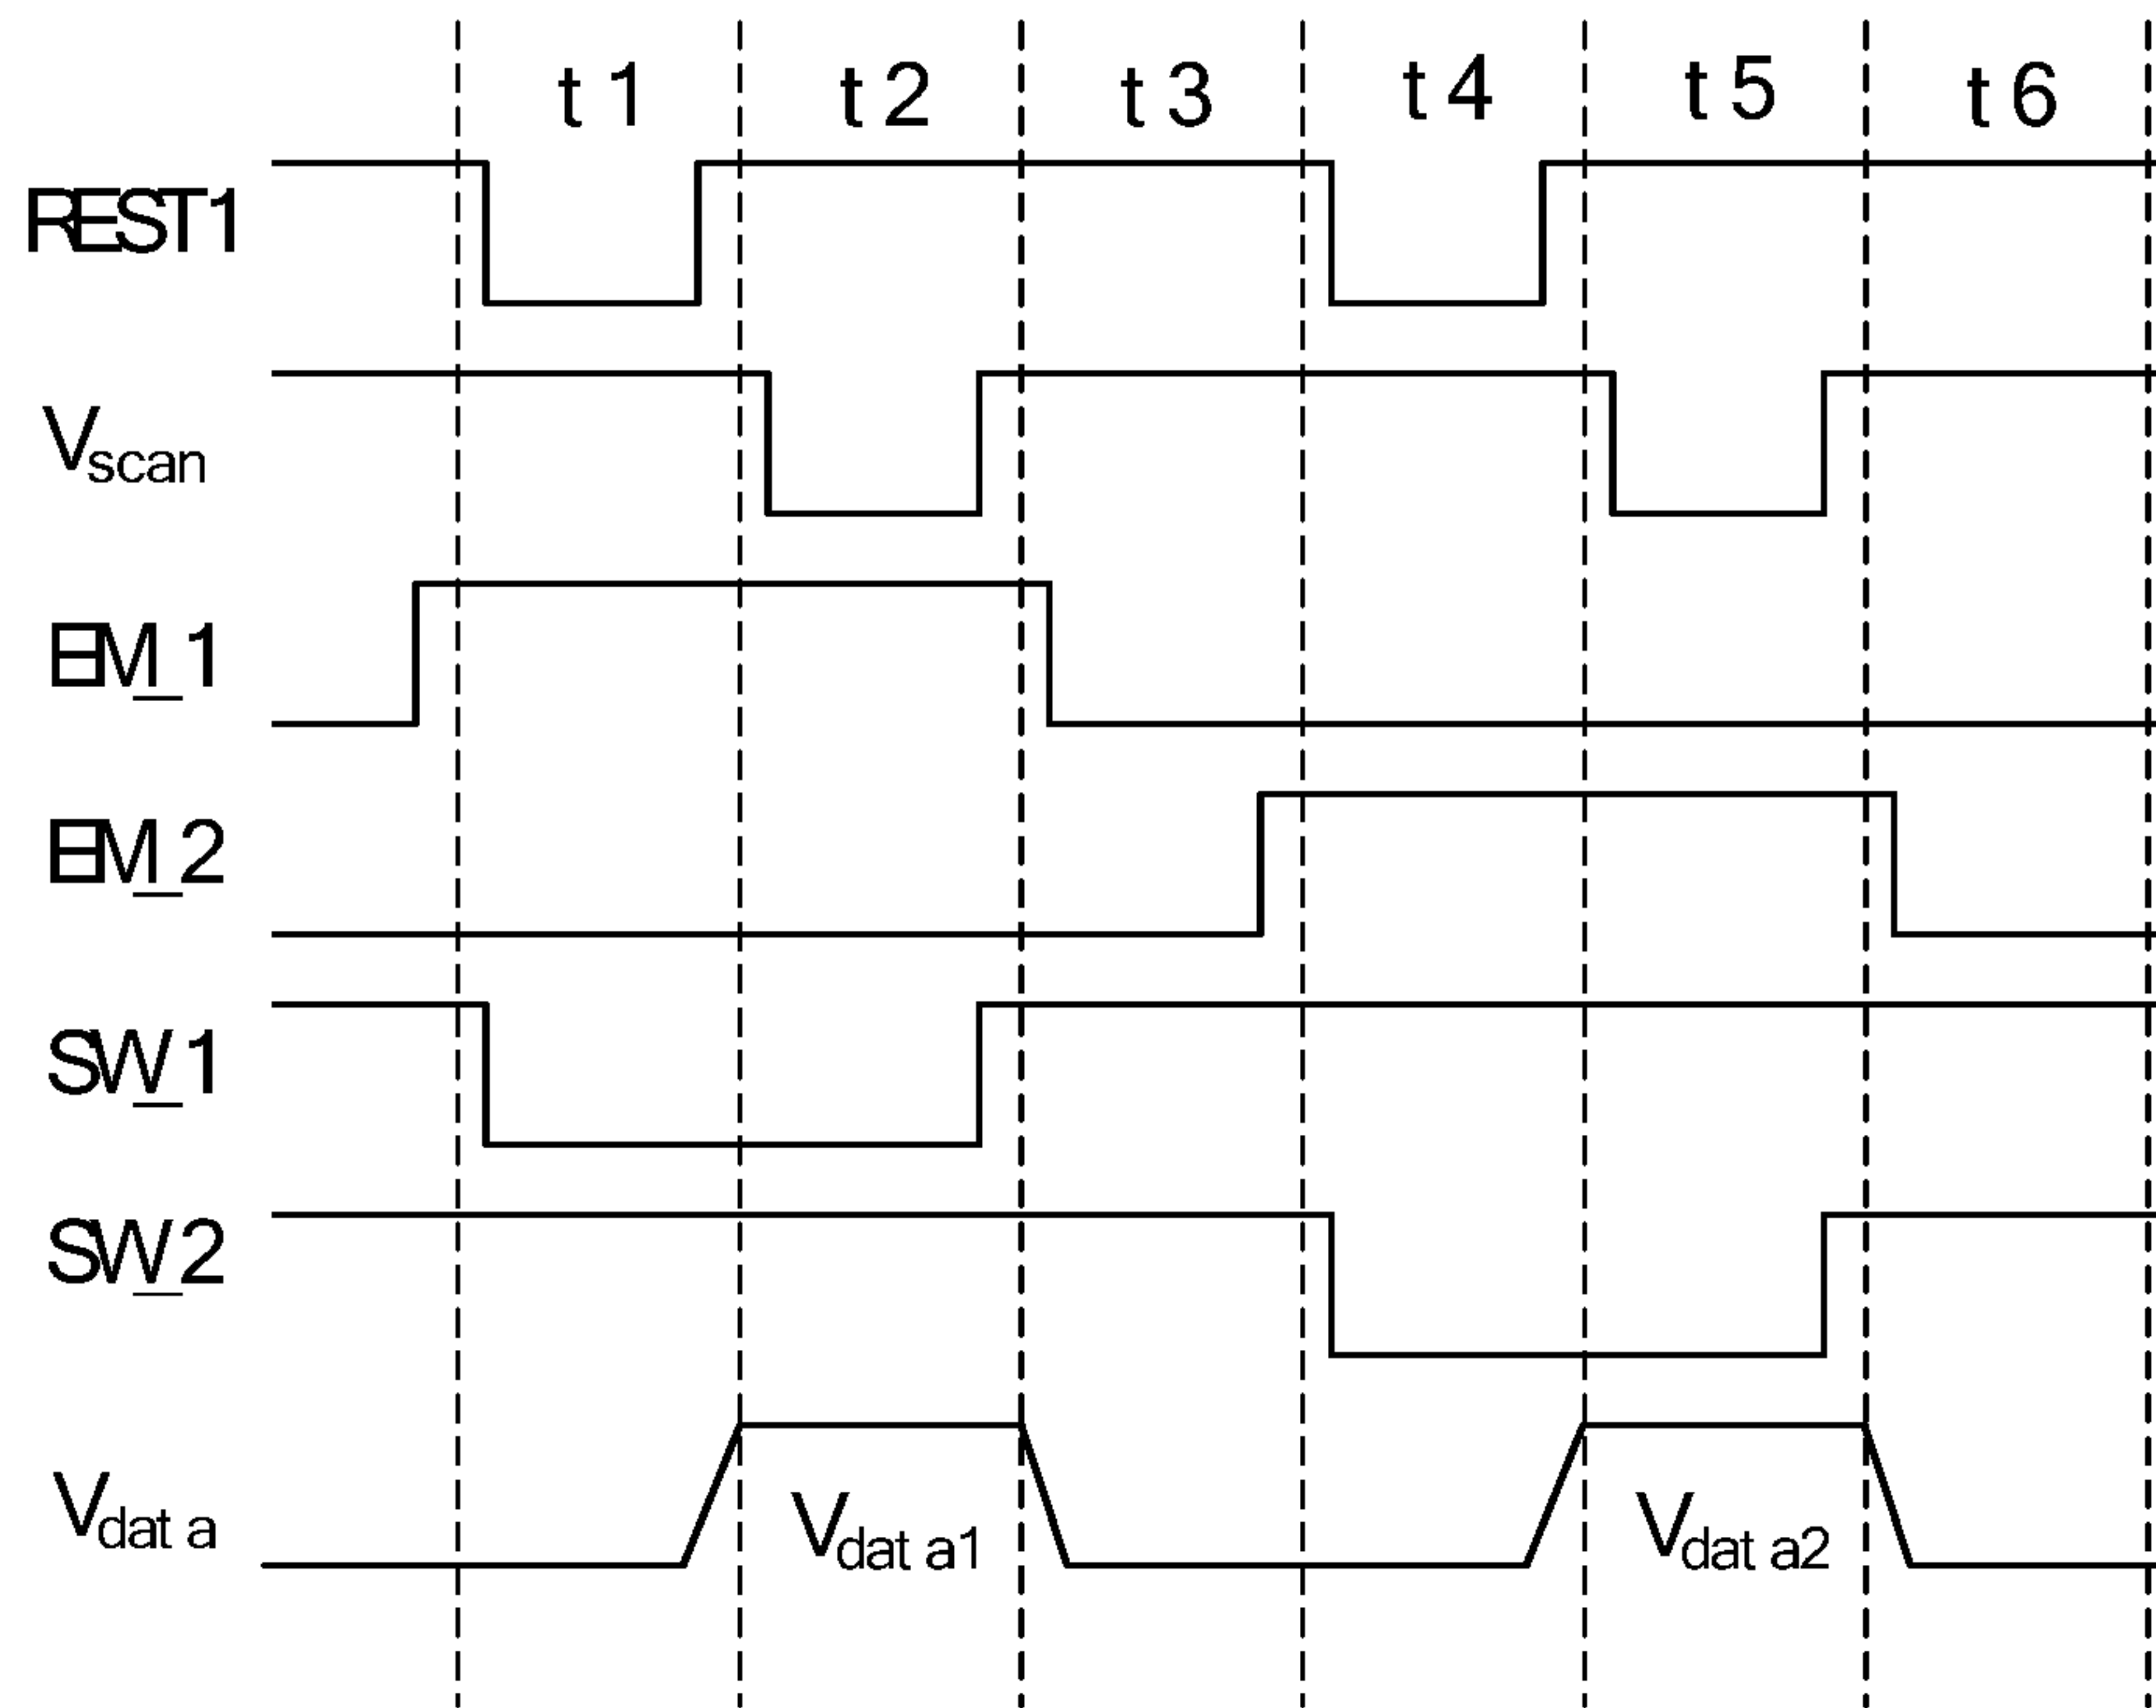 t1 t2 t3 t4 t5 t6
REST1
Vscan
EM_1
EM_2
SW_1
SW_2
Vdata Vdata1 Vdata2